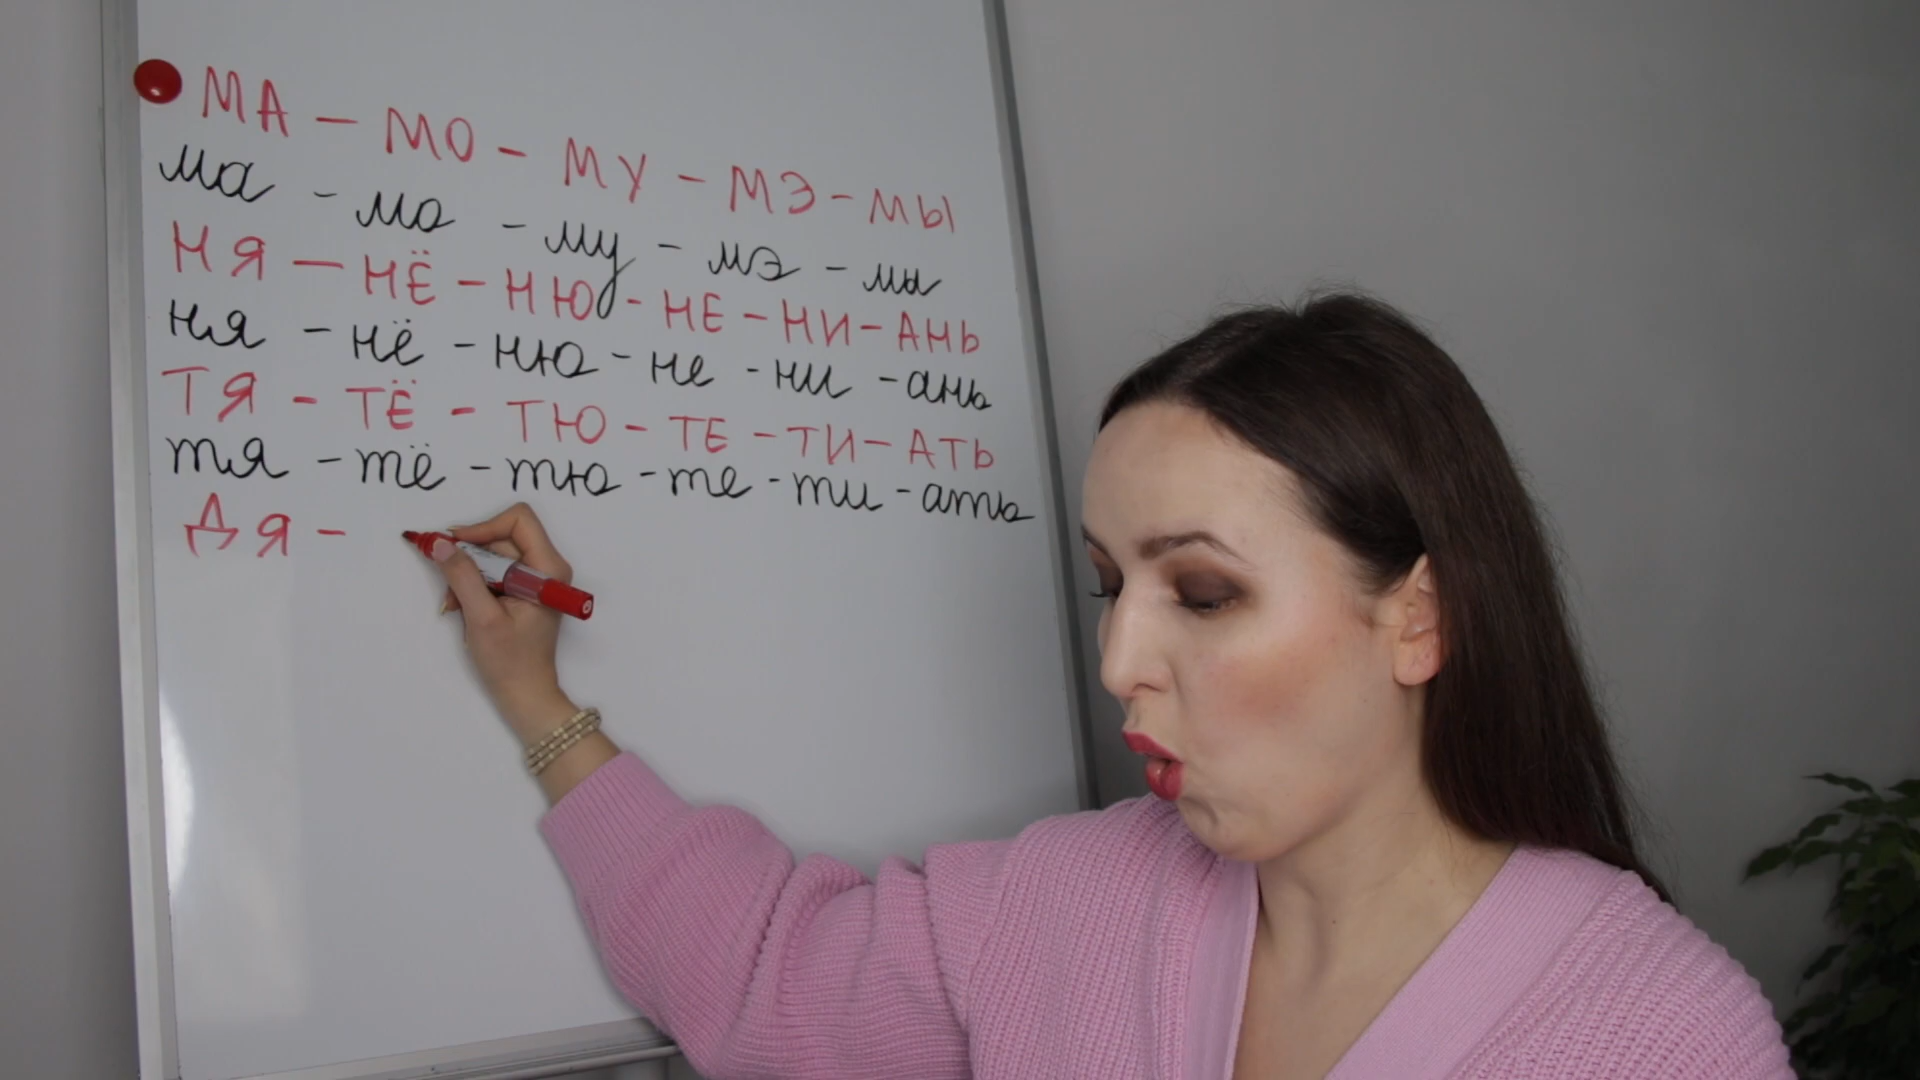 МА – МО – МУ – МЭ – МЫ
ма - мо - му - мэ - мы
НЯ – НЁ – НЮ - НЕ – НИ – АНЬ
ня - нё - ню - не - ни - ань
ТЯ - ТЁ - ТЮ - ТЕ - ТИ - АТЬ
тя - тё - тю - те - ти - ать
ДЯ -